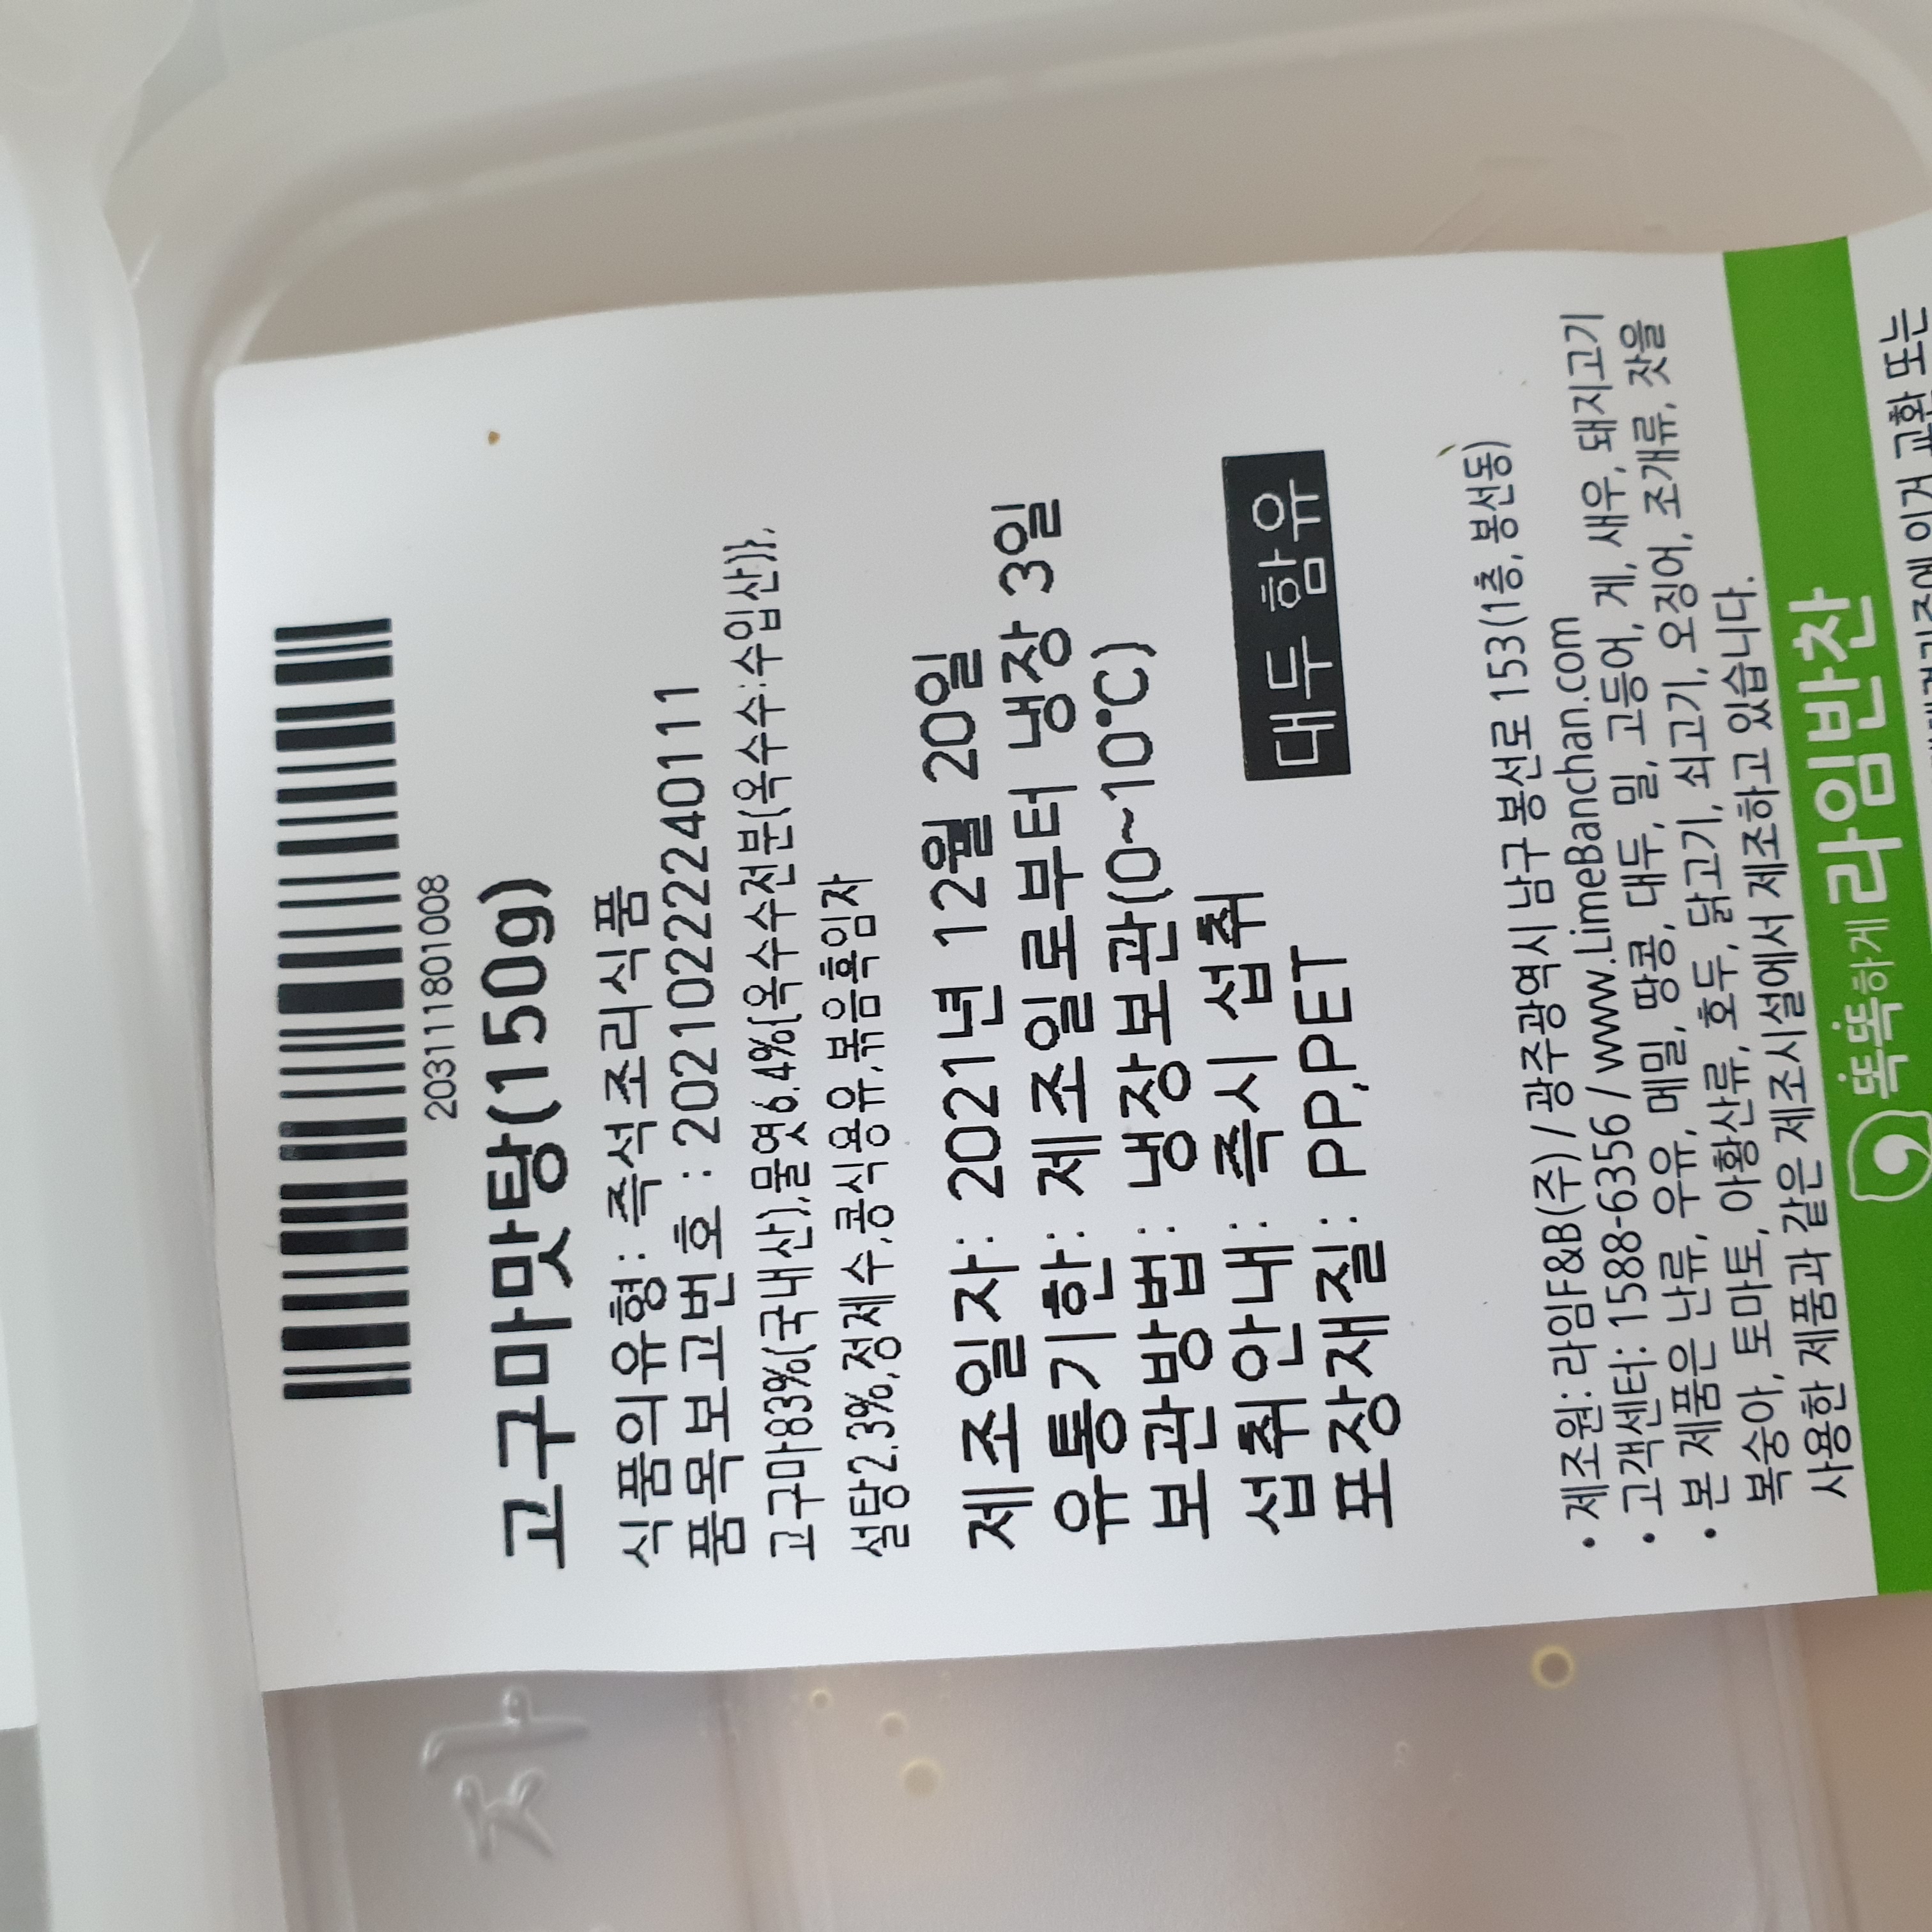 2031111801008
고구마맛탕(150g)
식품의유형: 즉석조리식품
품목보고번호 : 20210222240111
고구마83%(국내산),물엿6.4%{옥수수전분(옥수수:수입산)},
설탕2.3%,정제수,콩식용유,볶음흑임자
제조일자: 2021년 12월 20일
유통기한: 제조일로부터 냉장 3일
보관방법: 냉장보관(0~10°C)
섭취안내: 즉시 섭취
포장재질: PP,PET
대두 함유
• 제조원: 라임F&B(주) / 광주광역시 남구 봉선로 153(1층, 봉선동)
• 고객센터: 1588-6356 / www.LimeBanchan.com
• 본 제품은 난류, 우유, 메밀, 땅콩, 대두, 밀, 고등어, 게, 새우, 돼지고기
복숭아, 토마토, 아황산류, 호두, 닭고기, 쇠고기, 오징어, 조개류, 잣을
사용한 제품과 같은 제조시설에서 제조하고 있습니다.
똑똑하게 라임반찬
의거 교환 또는